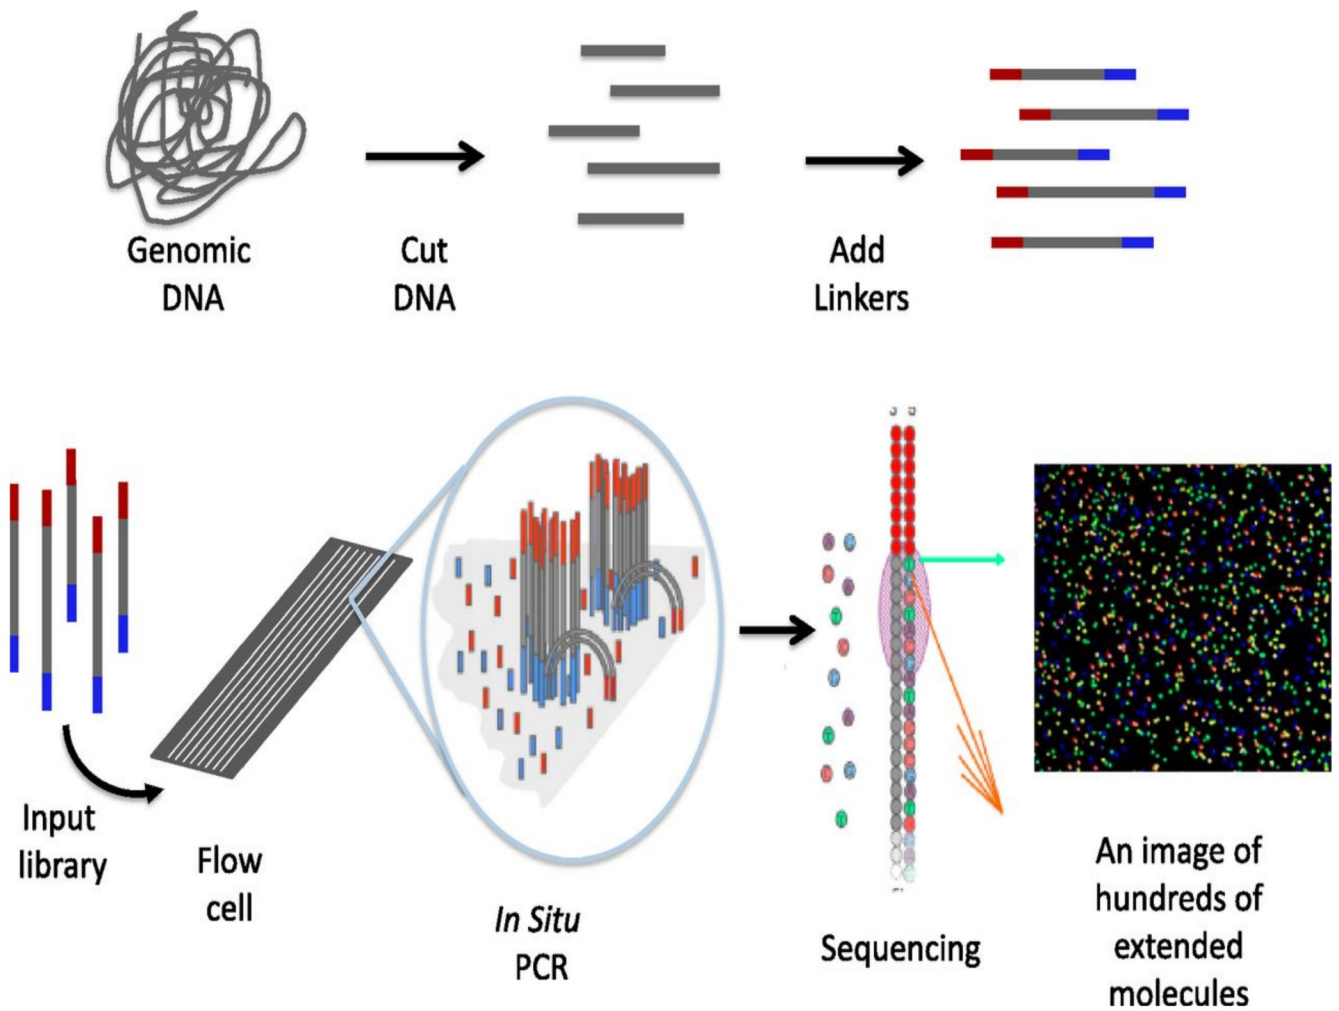 Genomic
DNA
Cut
DNA
Add
Linkers
Input
library
Flow
cell
In Situ
PCR
Sequencing
An image of
hundreds of
extended
molecules